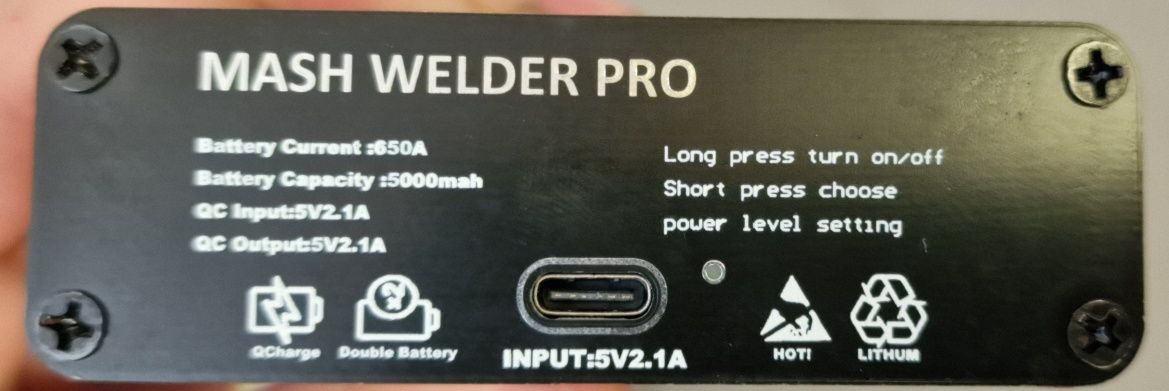 MASH WELDER PRO
Battery Current :650A
Battery Capacity :5000mah
QC Input:5V2.1A
QC Output:5V2.1A
Long press turn on/off
Short press choose
power level setting
QCharge
Double Battery
INPUT:5V2.1A
HOT!
LITHUM